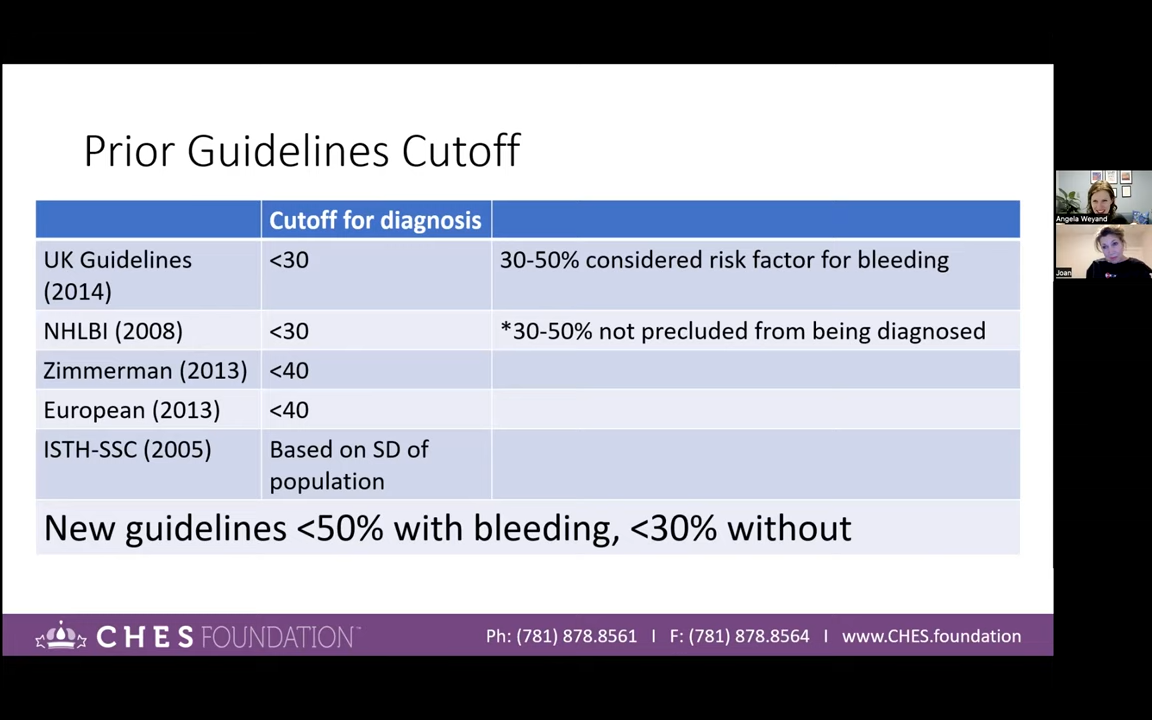 Prior Guidelines Cutoff
Cutoff for diagnosis
UK Guidelines (2014)
<30
30-50% considered risk factor for bleeding
NHLBI (2008)
<30
*30-50% not precluded from being diagnosed
Zimmerman (2013)
<40
European (2013)
<40
ISTH-SSC (2005)
Based on SD of population
New guidelines <50% with bleeding, <30% without
CHES FOUNDATION™
Ph: (781) 878.8561 I F: (781) 878.8564 I www.CHES.foundation
Angela Weyand
Joan